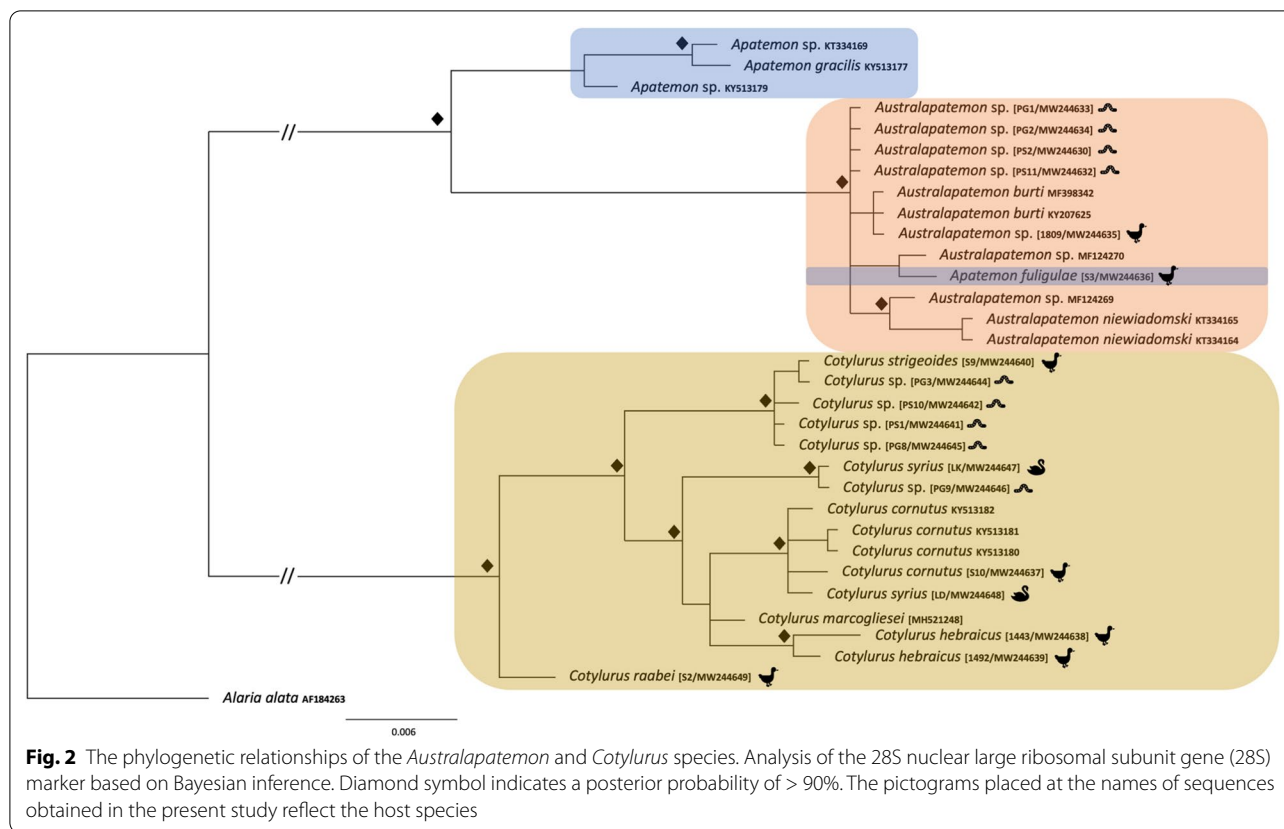 Apatemon sp. KT334169
Apatemon gracilis KY513177
Apatemon sp. KY513179
Australapatemon sp. [PG1/MW244633]
Australapatemon sp. [PG2/MW244634]
Australapatemon sp. [PS2/MW244630]
Australapatemon sp. [PS11/MW244632]
Australapatemon burti MF398342
Australapatemon burti KY207625
Australapatemon sp. [1809/MW244635]
Australapatemon sp. MF124270
Apatemon fuligulae [S3/MW244636]
Australapatemon sp. MF124269
Australapatemon niewiadomski KT334165
Australapatemon niewiadomski KT334164
Cotylurus strigeoides [S9/MW244640]
Cotylurus sp. [PG3/MW244644]
Cotylurus sp. [PS10/MW244642]
Cotylurus sp. [PS1/MW244641]
Cotylurus sp. [PG8/MW244645]
Cotylurus syrius [LK/MW244647]
Cotylurus sp. [PG9/MW244646]
Cotylurus cornutus KY513182
Cotylurus cornutus KY513181
Cotylurus cornutus KY513180
Cotylurus cornutus [S10/MW244637]
Cotylurus syrius [LD/MW244648]
Cotylurus marcogliesei [MH521248]
Cotylurus hebraicus [1443/MW244638]
Cotylurus hebraicus [1492/MW244639]
Cotylurus raabei [S2/MW244649]
Alaria alata AF184263
0.006
Fig. 2 The phylogenetic relationships of the Australapatemon and Cotylurus species. Analysis of the 28S nuclear large ribosomal subunit gene (28S)
marker based on Bayesian inference. Diamond symbol indicates a posterior probability of > 90%. The pictograms placed at the names of sequences
obtained in the present study reflect the host species